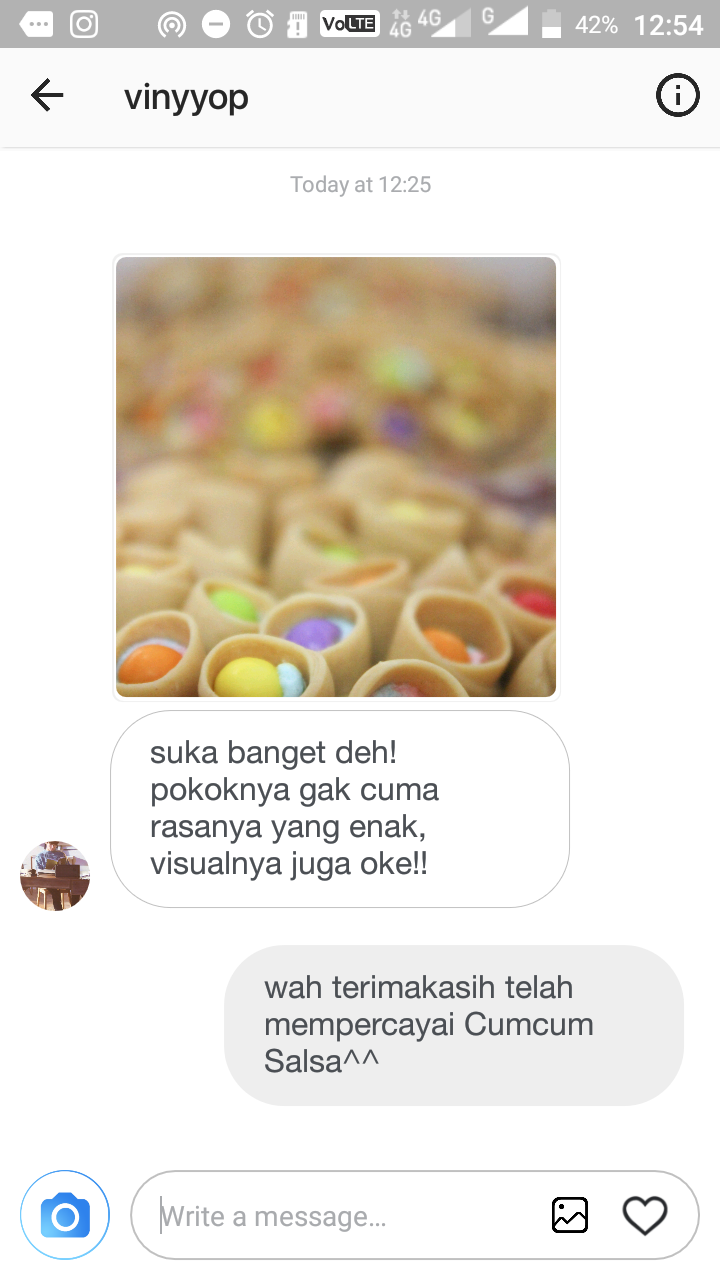 VoLTE 4G 4G G 42% 12:54
vinyyop
Today at 12:25
suka banget deh!
pokoknya gak cuma
rasanya yang enak,
visualnya juga oke!!
wah terimakasih telah
mempercayai Cumcum
Salsa^^
Write a message...